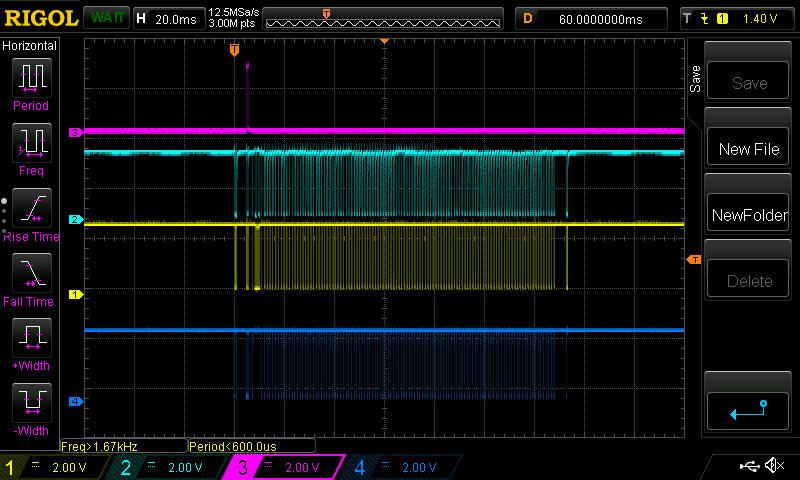 RIGOL WAIT H 20.0ms 12.5MSa/s D 60.0000000ms T 1 1.40 V
3.00M pts
Horizontal
T
Save
Save
Period
3
New File
Freq
2
NewFolder
Rise Time
T
Delete
1
Fall Time
+Width
4
-Width
Freq>1.67kHz Period<600.0us
1 = 2.00 V 2 = 2.00 V 3 = 2.00 V 4 = 2.00 V